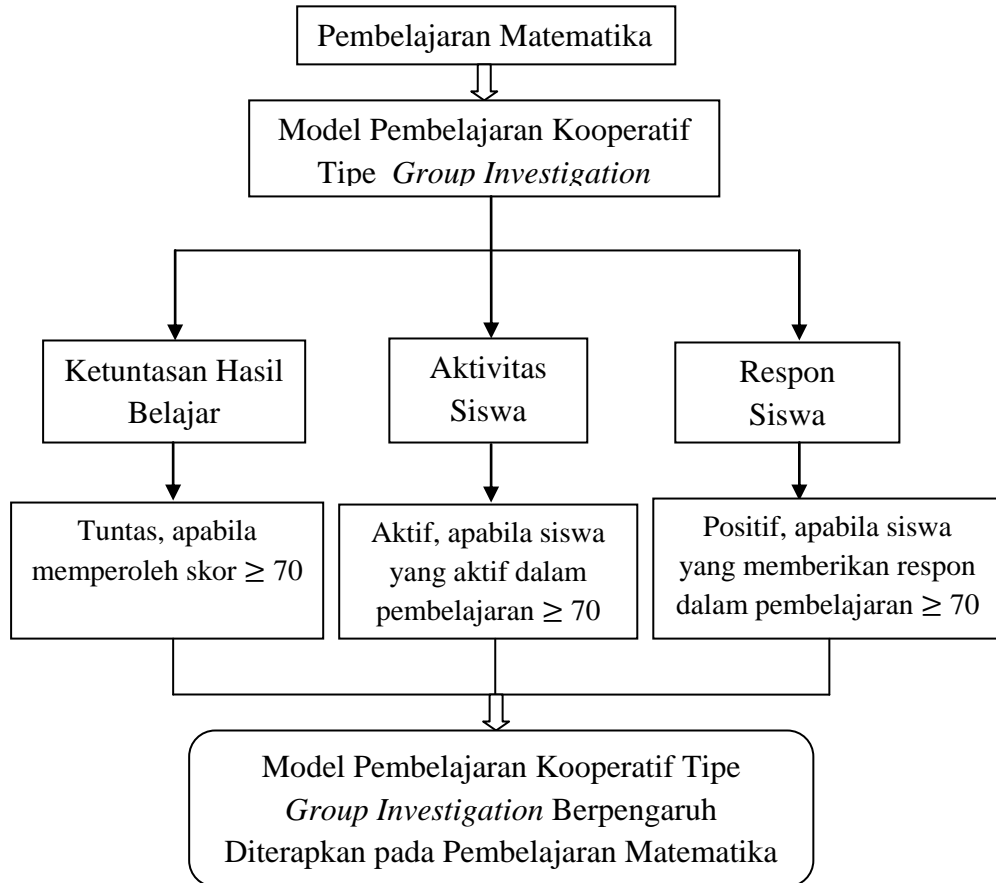 Pembelajaran Matematika
Model Pembelajaran Kooperatif
Tipe Group Investigation
Ketuntasan Hasil
Belajar
Aktivitas
Siswa
Respon
Siswa
Tuntas, apabila
memperoleh skor ≥ 70
Aktif, apabila siswa
yang aktif dalam
pembelajaran ≥ 70
Positif, apabila siswa
yang memberikan respon
dalam pembelajaran ≥ 70
Model Pembelajaran Kooperatif Tipe
Group Investigation Berpengaruh
Diterapkan pada Pembelajaran Matematika